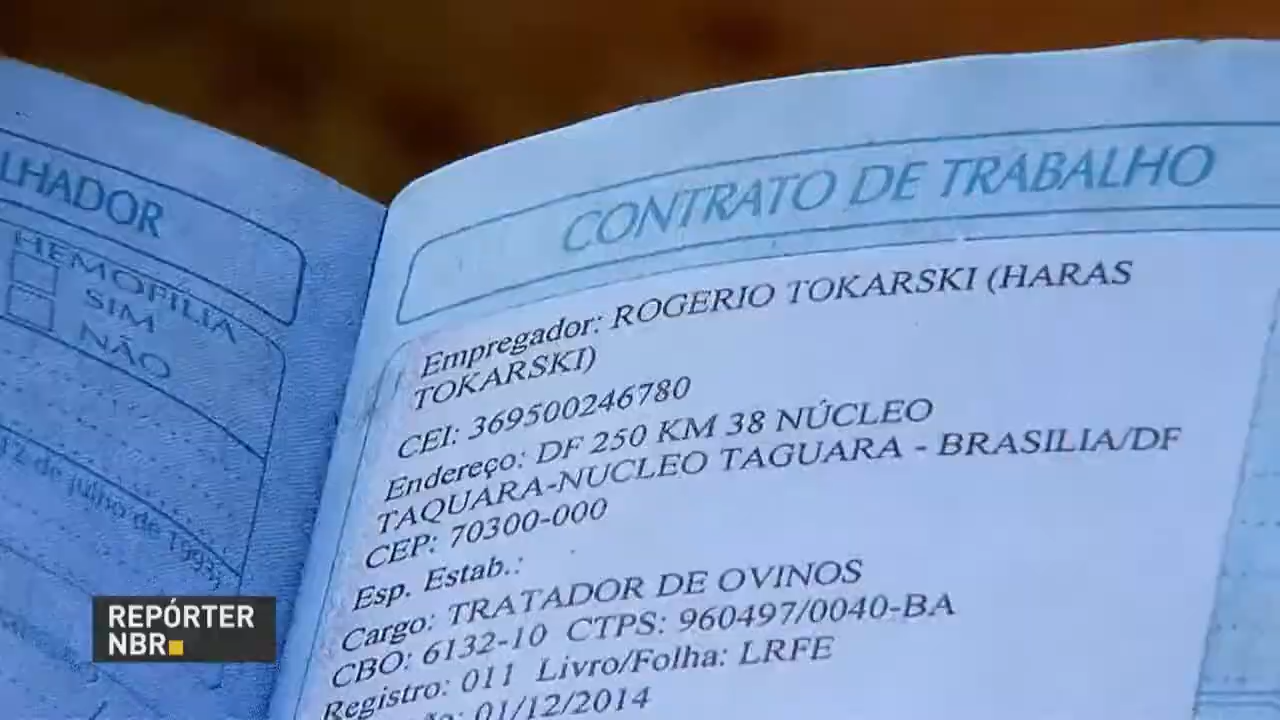 LHADOR
HEMOFILIA
SIM
NÃO
12 de julho de 1993
CONTRATO DE TRABALHO
Empregador: ROGERIO TOKARSKI (HARAS
TOKARSKI)
CEI: 369500246780
Endereço: DF 250 KM 38 NÚCLEO
TAQUARA-NUCLEO TAGUARA - BRASILIA/DF
CEP: 70300-000
Esp. Estab.:
Cargo: TRATADOR DE OVINOS
CBO: 6132-10 CTPS: 960497/0040-BA
Registro: 011 Livro/Folha: LRFE
01/12/2014
REPÓRTER
NBR